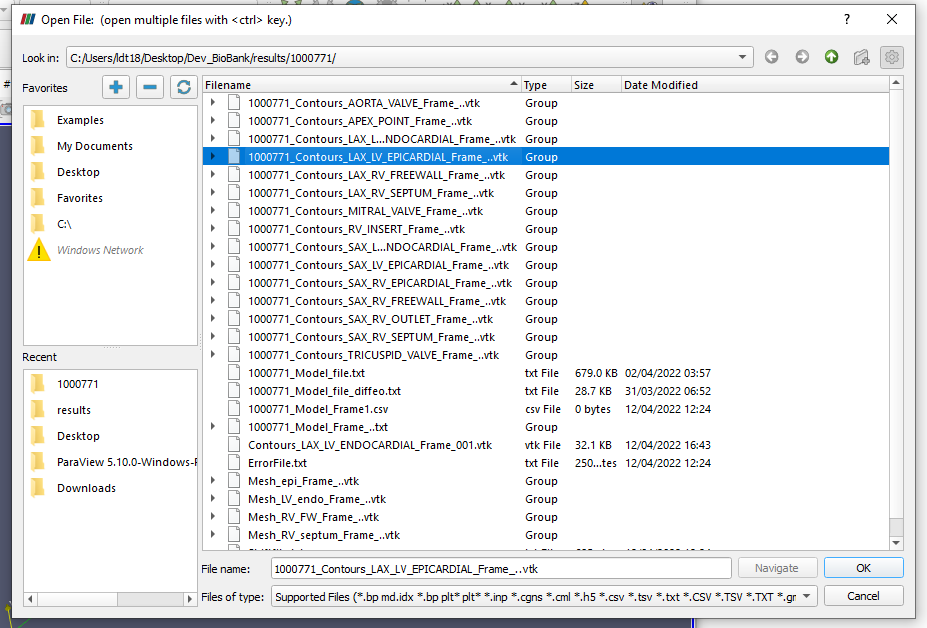 Open File: (open multiple files with <ctrl> key.)
?
Look in: C:/Users/ldt18/Desktop/Dev_BioBank/results/1000771/
Favorites
Examples
My Documents
Desktop
Favorites
C:\
Windows Network
Recent
1000771
results
Desktop
ParaView 5.10.0-Windows-P
Downloads
Filename Type Size Date Modified
1000771_Contours_AORTA_VALVE_Frame_..vtk Group
1000771_Contours_APEX_POINT_Frame_..vtk Group
1000771_Contours_LAX_L...NDOCARDIAL_Frame_..vtk Group
1000771_Contours_LAX_LV_EPICARDIAL_Frame_..vtk Group
1000771_Contours_LAX_RV_FREEWALL_Frame_..vtk Group
1000771_Contours_LAX_RV_SEPTUM_Frame_..vtk Group
1000771_Contours_MITRAL_VALVE_Frame_..vtk Group
1000771_Contours_RV_INSERT_Frame_..vtk Group
1000771_Contours_SAX_L...NDOCARDIAL_Frame_..vtk Group
1000771_Contours_SAX_LV_EPICARDIAL_Frame_..vtk Group
1000771_Contours_SAX_RV_EPICARDIAL_Frame_..vtk Group
1000771_Contours_SAX_RV_FREEWALL_Frame_..vtk Group
1000771_Contours_SAX_RV_OUTLET_Frame_..vtk Group
1000771_Contours_SAX_RV_SEPTUM_Frame_..vtk Group
1000771_Contours_TRICUSPID_VALVE_Frame_..vtk Group
1000771_Model_file.txt txt File 679.0 KB 02/04/2022 03:57
1000771_Model_file_diffeo.txt txt File 28.7 KB 31/03/2022 06:52
1000771_Model_Frame1.csv csv File 0 bytes 12/04/2022 12:24
1000771_Model_Frame_..txt Group
Contours_LAX_LV_ENDOCARDIAL_Frame_001.vtk vtk File 32.1 KB 12/04/2022 16:43
ErrorFile.txt txt File 250...tes 12/04/2022 12:24
Mesh_epi_Frame_..vtk Group
Mesh_LV_endo_Frame_..vtk Group
Mesh_RV_FW_Frame_..vtk Group
Mesh_RV_septum_Frame_..vtk Group
File name: 1000771_Contours_LAX_LV_EPICARDIAL_Frame_..vtk Navigate OK
Files of type: Supported Files (*.bp md.idx *.bp plt* plt* *.inp *.cgns *.cml *.h5 *.csv *.tsv *.txt *.CSV *.TSV *.TXT *.gr Cancel